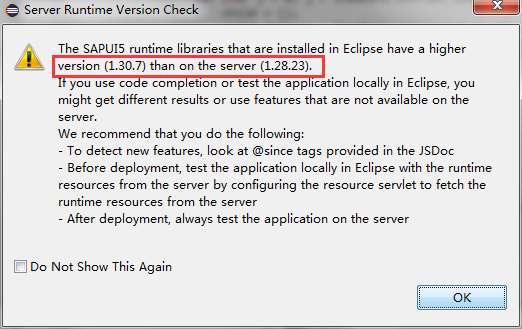 Server Runtime Version Check
The SAPUI5 runtime libraries that are installed in Eclipse have a higher
version (1.30.7) than on the server (1.28.23).
If you use code completion or test the application locally in Eclipse, you
might get different results or use features that are not available on the
server.
We recommend that you do the following:
- To detect new features, look at @since tags provided in the JSDoc
- Before deployment, test the application locally in Eclipse with the runtime
resources from the server by configuring the resource servlet to fetch the
runtime resources from the server
- After deployment, always test the application on the server
Do Not Show This Again
OK